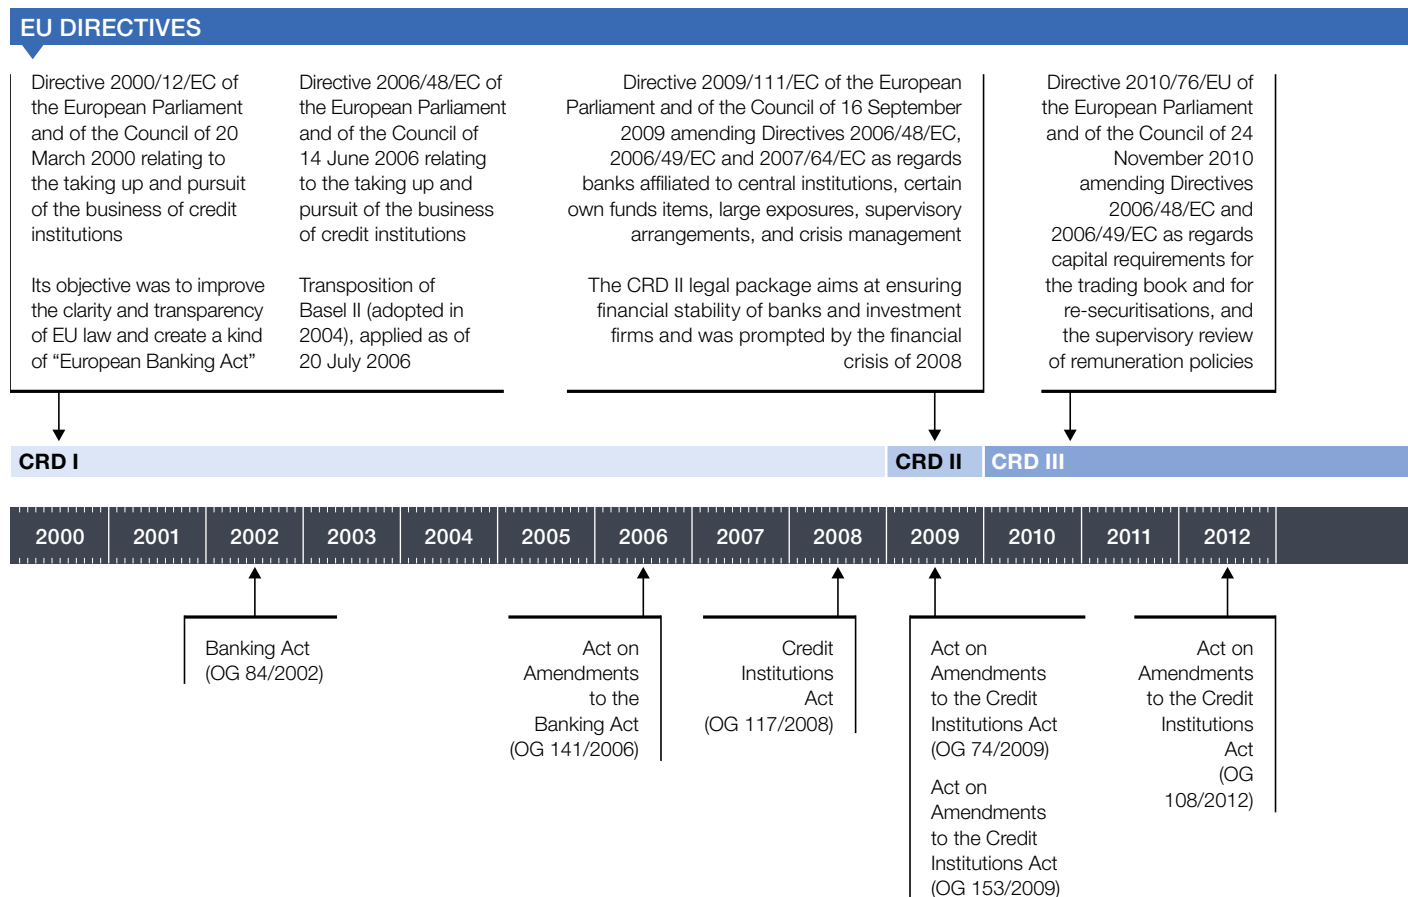 EU DIRECTIVES
Directive 2000/12/EC of
the European Parliament
and of the Council of 20
March 2000 relating to
the taking up and pursuit
of the business of credit
institutions
Its objective was to improve
the clarity and transparency
of EU law and create a kind
of “European Banking Act”
Directive 2006/48/EC of
the European Parliament
and of the Council of
14 June 2006 relating
to the taking up and
pursuit of the business
of credit institutions
Transposition of
Basel II (adopted in
2004), applied as of
20 July 2006
Directive 2009/111/EC of the European
Parliament and of the Council of 16 September
2009 amending Directives 2006/48/EC,
2006/49/EC and 2007/64/EC as regards
banks affiliated to central institutions, certain
own funds items, large exposures, supervisory
arrangements, and crisis management
The CRD II legal package aims at ensuring
financial stability of banks and investment
firms and was prompted by the financial
crisis of 2008
Directive 2010/76/EU of
the European Parliament
and of the Council of 24
November 2010
amending Directives
2006/48/EC and
2006/49/EC as regards
capital requirements for
the trading book and for
re-securitisations, and
the supervisory review
of remuneration policies
CRD I
CRD II
CRD III
2000
2001
2002
2003
2004
2005
2006
2007
2008
2009
2010
2011
2012
Banking Act
(OG 84/2002)
Act on
Amendments
to the
Banking Act
(OG 141/2006)
Credit
Institutions
Act
(OG 117/2008)
Act on
Amendments
to the Credit
Institutions Act
(OG 74/2009)
Act on
Amendments
to the Credit
Institutions Act
(OG 153/2009)
Act on
Amendments
to the Credit
Institutions
Act
(OG
108/2012)